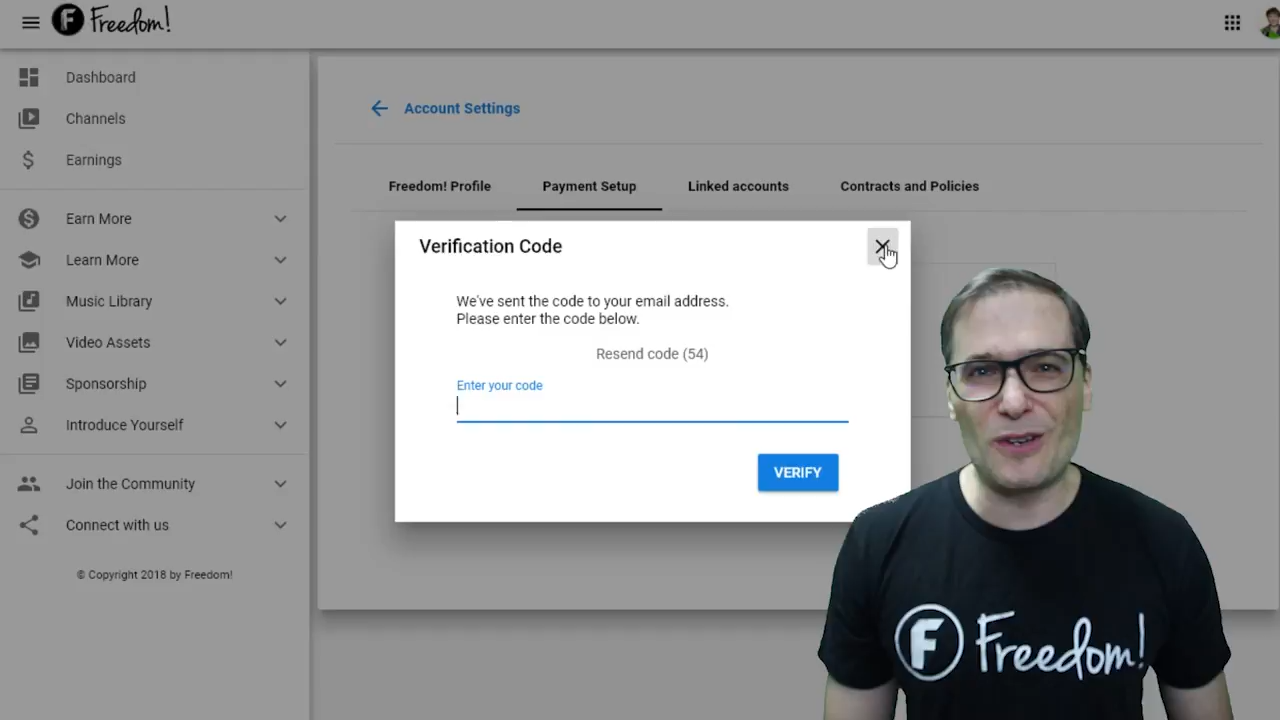 Freedom!
Dashboard
Channels
Earnings
Earn More
Learn More
Music Library
Video Assets
Sponsorship
Introduce Yourself
Join the Community
Connect with us
© Copyright 2018 by Freedom!
Account Settings
Freedom! Profile
Payment Setup
Linked accounts
Contracts and Policies
Verification Code
We've sent the code to your email address.
Please enter the code below.
Resend code (54)
Enter your code
VERIFY
F Freedom!